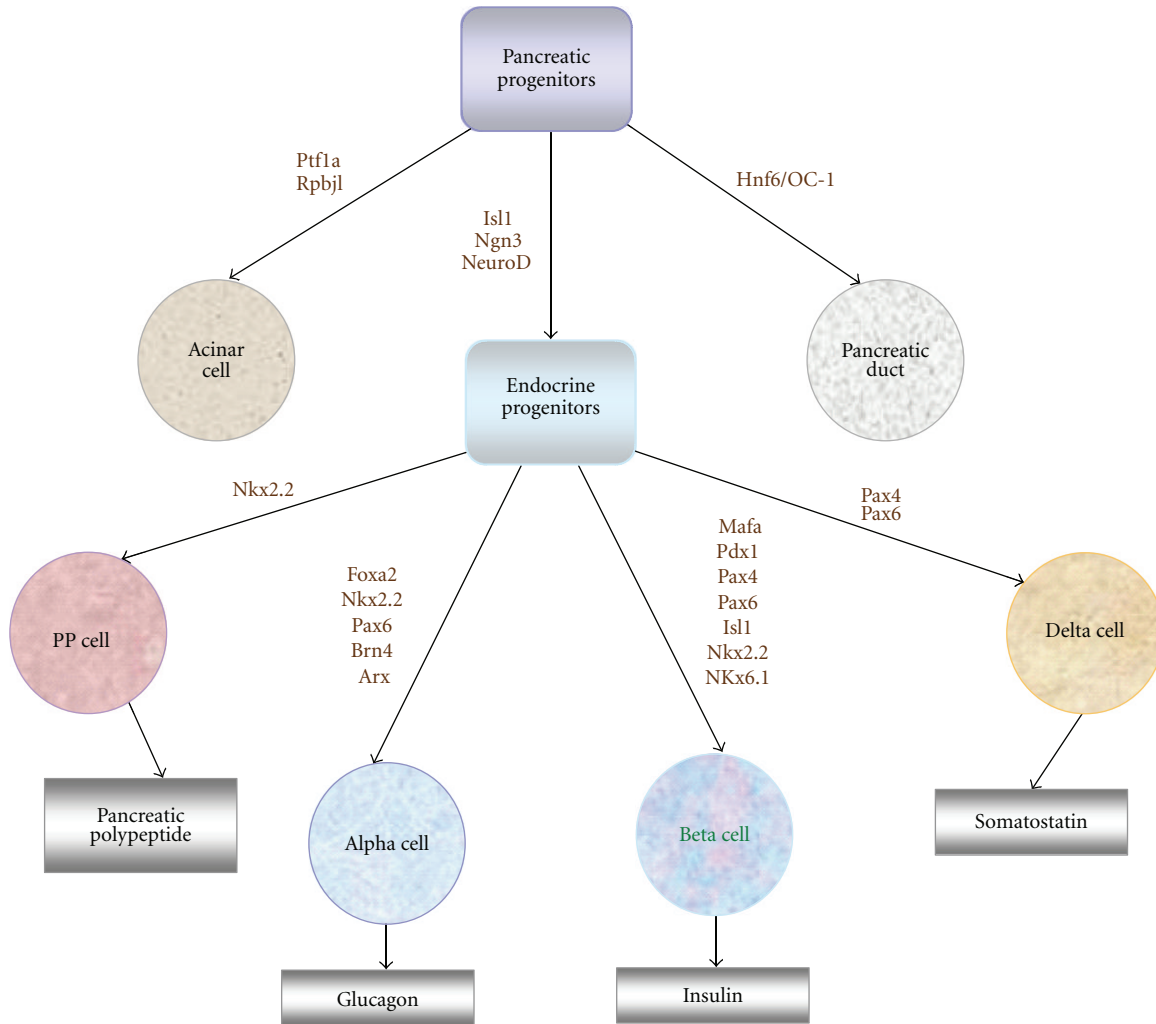 Pancreatic
progenitors
Ptf1a
Rpbjl
Hnf6/OC-1
Isl1
Ngn3
NeuroD
Acinar
cell
Pancreatic
duct
Endocrine
progenitors
Nkx2.2
Pax4
Pax6
Foxa2
Nkx2.2
Pax6
Brn4
Arx
Mafa
Pdx1
Pax4
Pax6
Isl1
Nkx2.2
NKx6.1
PP cell
Delta cell
Pancreatic
polypeptide
Alpha cell
Beta cell
Somatostatin
Glucagon
Insulin